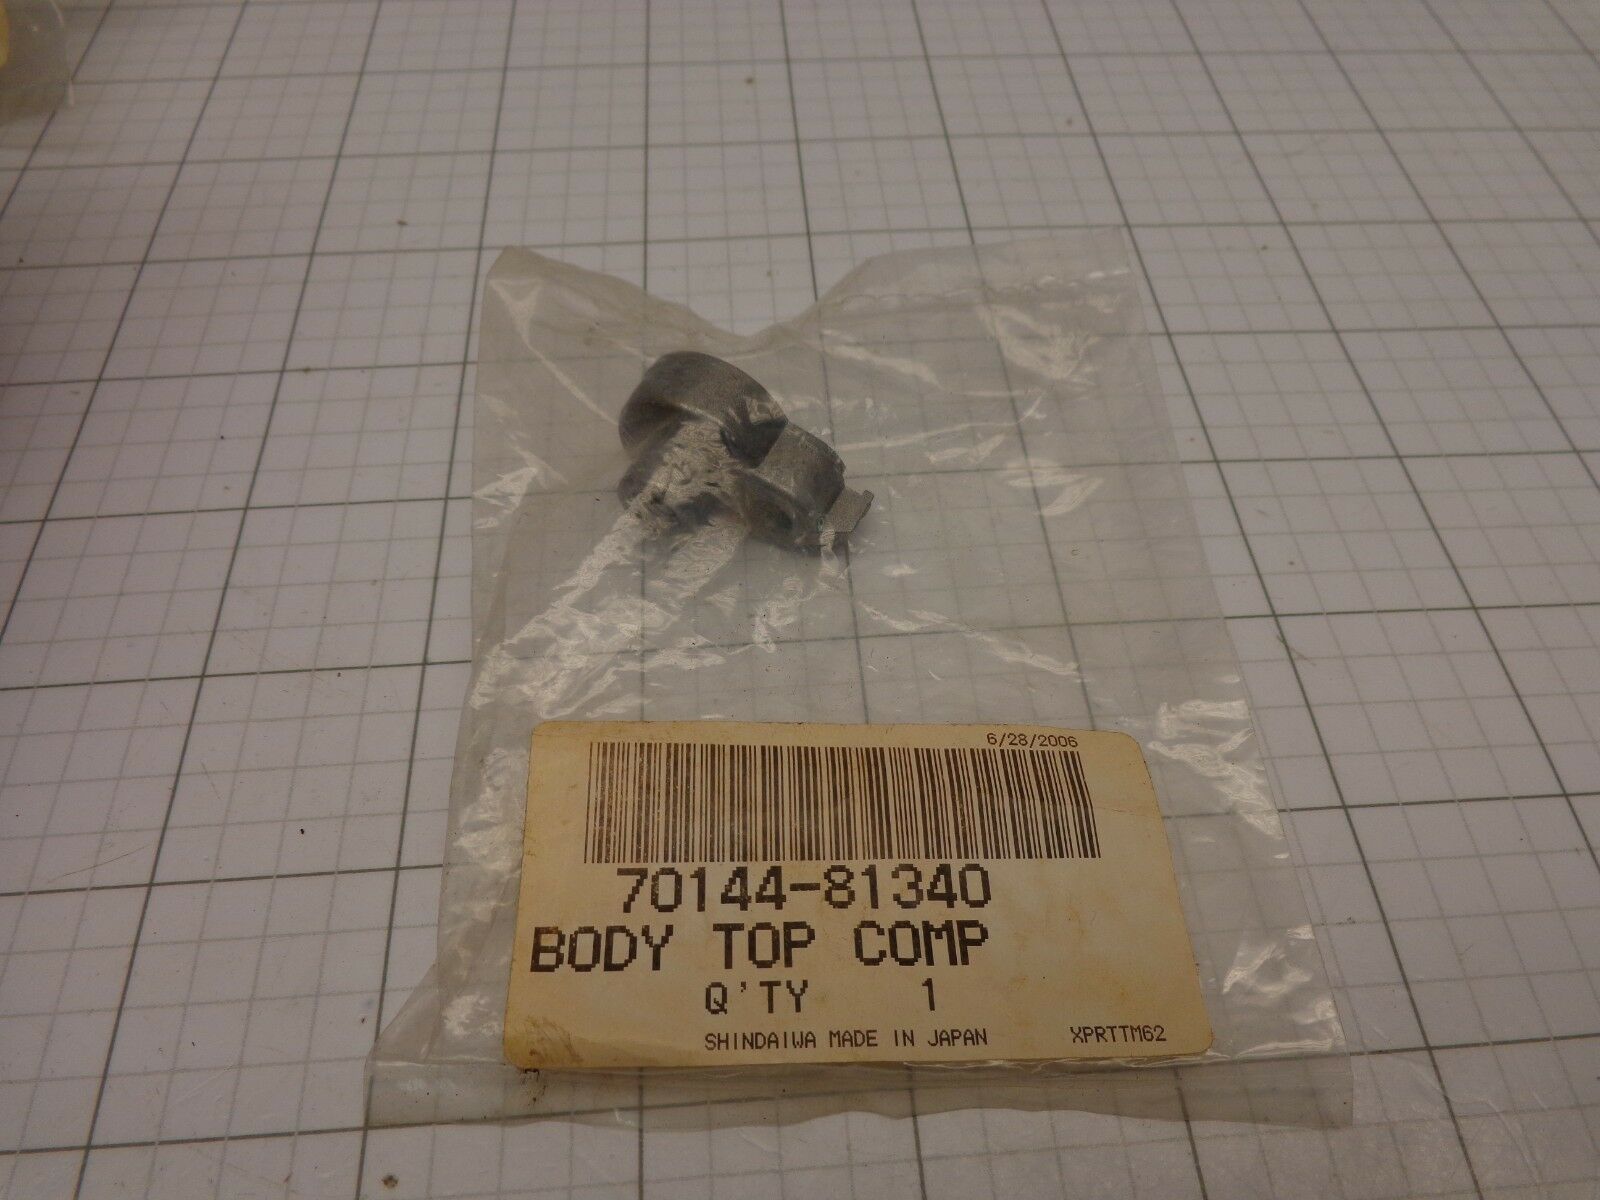 6/28/2006
70144-81340
BODY TOP COMP
Q'TY 1
SHINDAIWA MADE IN JAPAN XPRTTM62